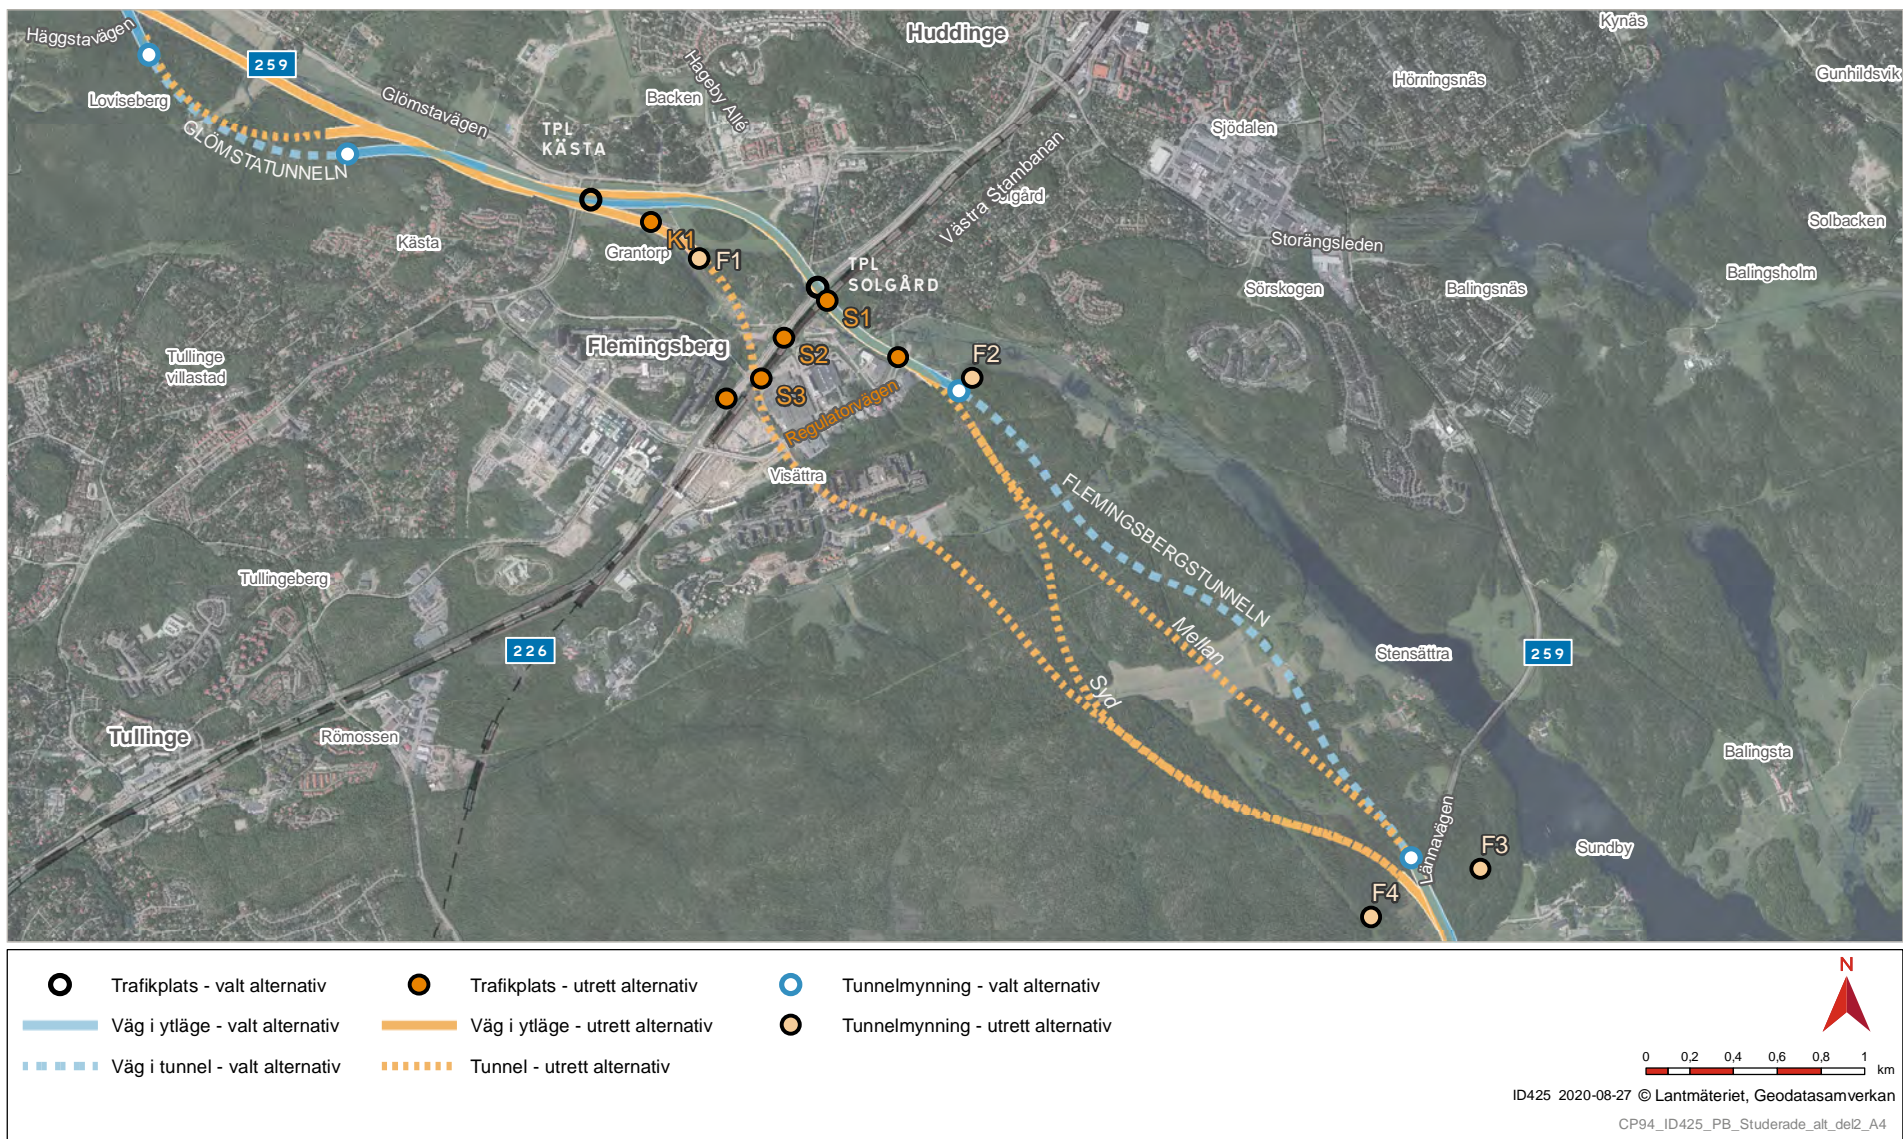 Häggstavägen
259
Loviseberg
GLÖMSTATUNNELN
Glömstavägen
Backen
Hageby Allé
Huddinge
Kynäs
Gunhildsvik
Hörningsnäs
Sjödalen
TPL
KÄSTA
Västra Stambanan
Solbacken
Kästa
Grantorp
K1
F1
TPL
SOLGÅRD
Storängsleden
Sörskogen
Balingsnäs
Balingsholm
S1
Flemingsberg
S2
F2
Tullinge
villastad
S3
Regulatorvägen
Visättra
FLEMINGSBERGSTUNNELN
Tullingeberg
226
Mellan
Syd
Stensättra
259
Tullinge
Römossen
Balingsta
Lännavägen
F3
Sundby
F4
Trafikplats - valt alternativ
Väg i ytläge - valt alternativ
Väg i tunnel - valt alternativ
Trafikplats - utrett alternativ
Väg i ytläge - utrett alternativ
Tunnel - utrett alternativ
Tunnelmynning - valt alternativ
Tunnelmynning - utrett alternativ
N
0 0,2 0,4 0,6 0,8 1
km
ID425 2020-08-27 © Lantmäteriet, Geodatasamverkan
CP94_ID425_PB_Studerade_alt_del2_A4